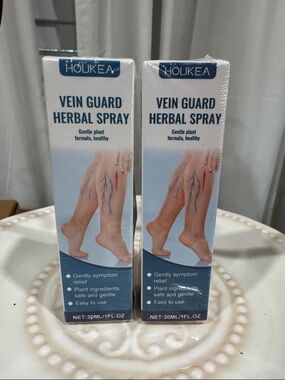 HOUKEA
VEIN GUARD
HERBAL SPRAY
Gentle plant
formula, healthy
Gently symptom
relief
Plant ingredients,
safe and gentle
Easy to use
NET:30ML/1FL.OZ
HOUKEA
VEIN GUARD
HERBAL SPRAY
Gentle plant
formula, healthy
Gently symptom
relief
Plant ingredients,
safe and gentle
Easy to use
NET:30ML/1FL.OZ